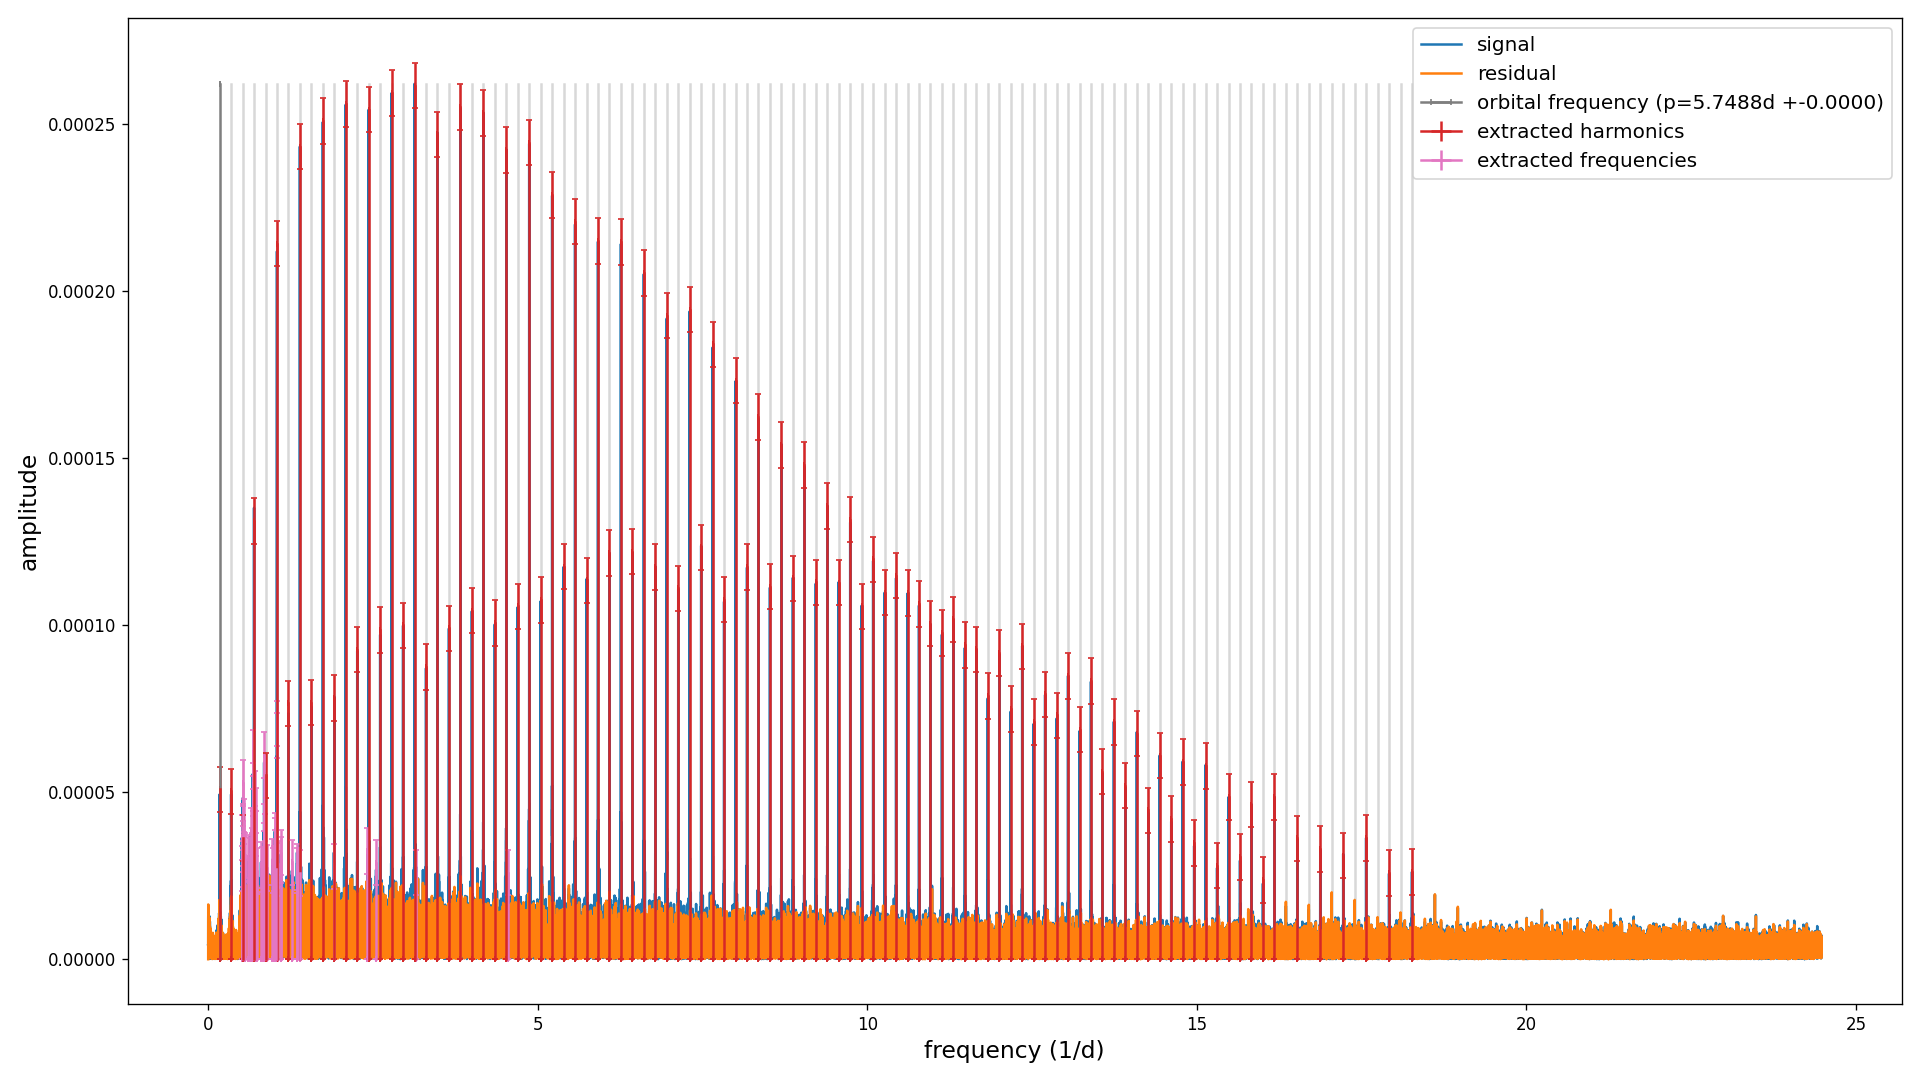 signal
residual
orbital frequency (p=5.7488d +-0.0000)
extracted harmonics
extracted frequencies
amplitude
0.00025
0.00020
0.00015
0.00010
0.00005
0.00000
0
5
10
15
20
25
frequency (1/d)